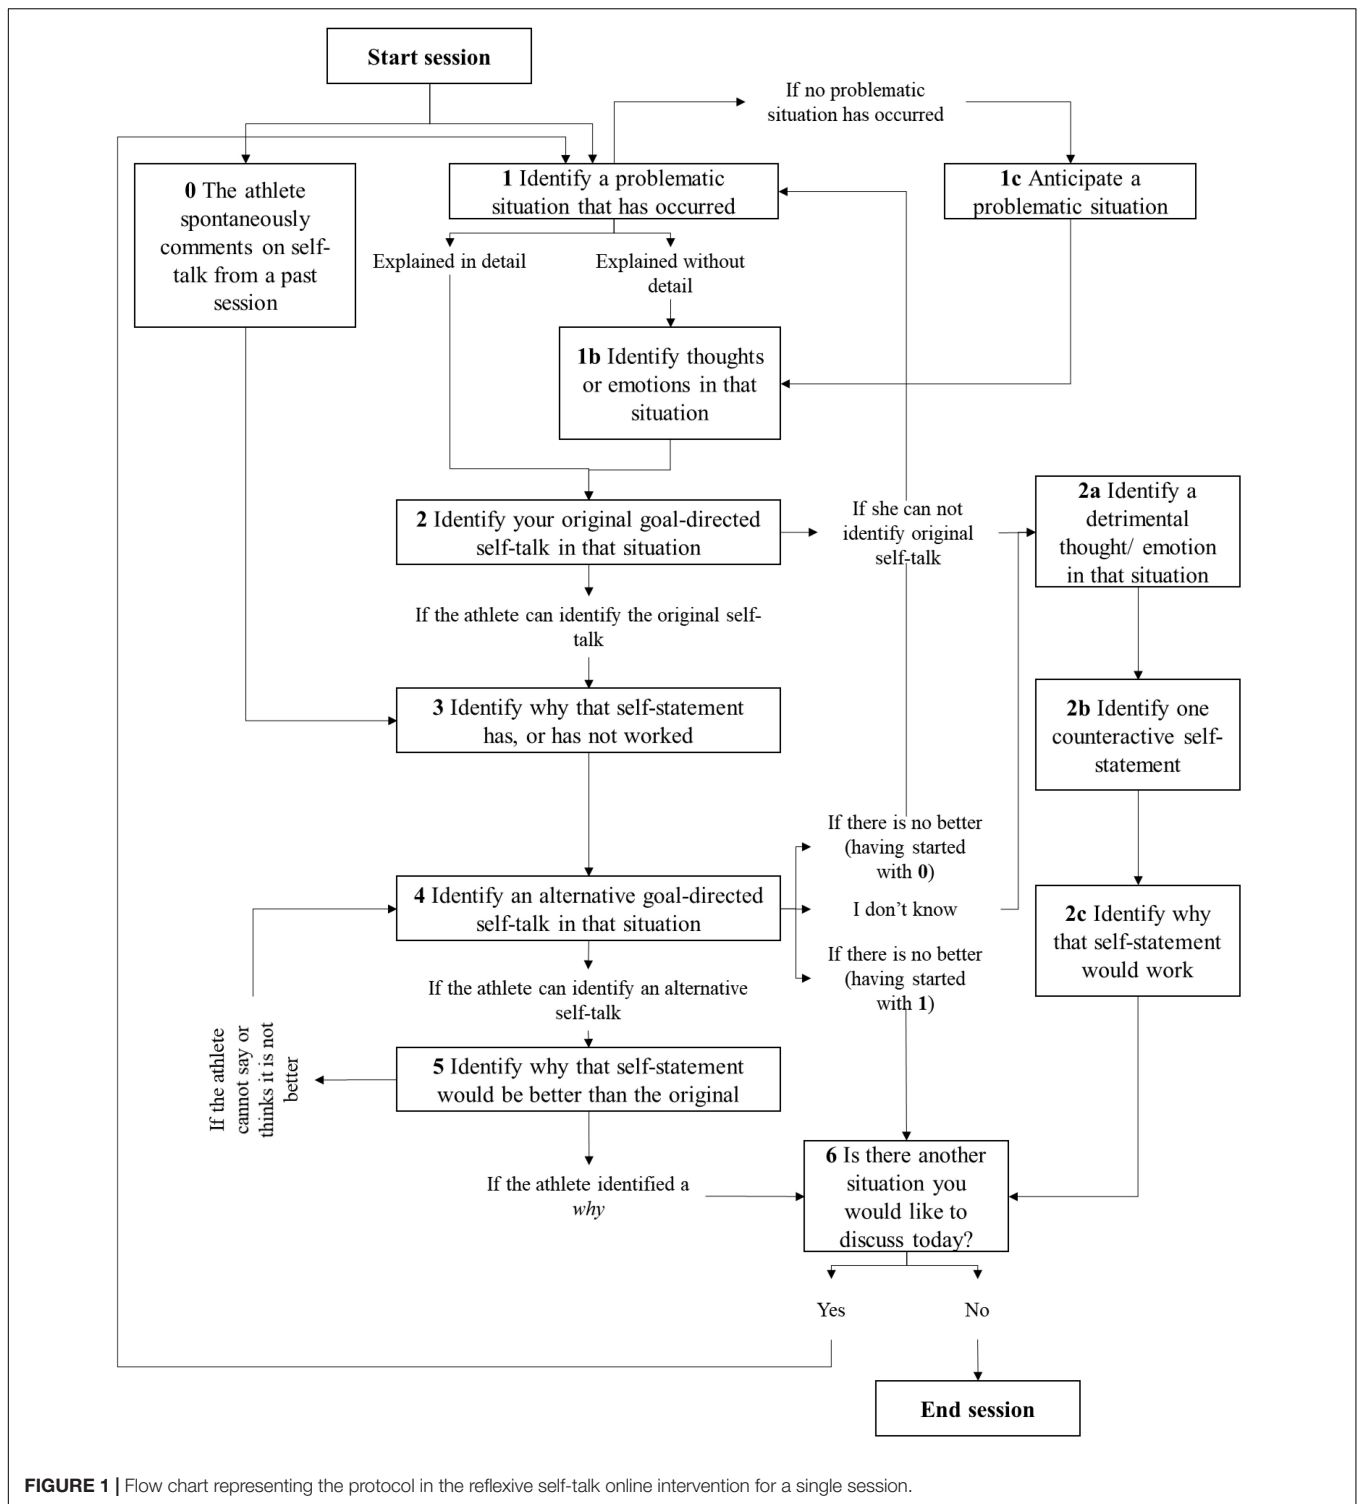 Start session
If no problematic
situation has occurred
0 The athlete
spontaneously
comments on self-
talk from a past
session
1 Identify a problematic
situation that has occurred
1c Anticipate a
problematic situation
Explained in detail
Explained without
detail
1b Identify thoughts
or emotions in that
situation
2 Identify your original goal-directed
self-talk in that situation
If she can not
identify original
self-talk
2a Identify a
detrimental
thought/ emotion
in that situation
If the athlete can identify the original self-
talk
3 Identify why that self-statement
has, or has not worked
2b Identify one
counteractive self-
statement
If there is no better
(having started
with 0)
4 Identify an alternative goal-directed
self-talk in that situation
I don't know
2c Identify why
that self-statement
would work
If there is no better
(having started
with 1)
If the athlete can identify an alternative
self-talk
If the athlete
cannot say or
thinks it is not
better
5 Identify why that self-statement
would be better than the original
If the athlete identified a
why
6 Is there another
situation you
would like to
discuss today?
Yes
No
End session
FIGURE 1 | Flow chart representing the protocol in the reflexive self-talk online intervention for a single session.